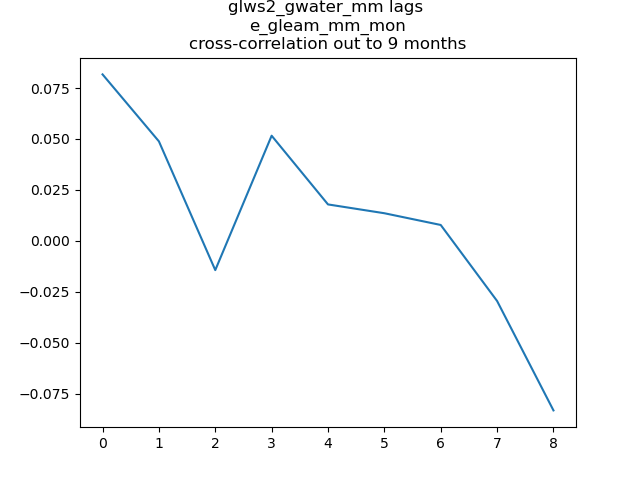 glws2_gwater_mm lags
e_gleam_mm_mon
cross-correlation out to 9 months
0.075
0.050
0.025
0.000
−0.025
−0.050
−0.075
0 1 2 3 4 5 6 7 8